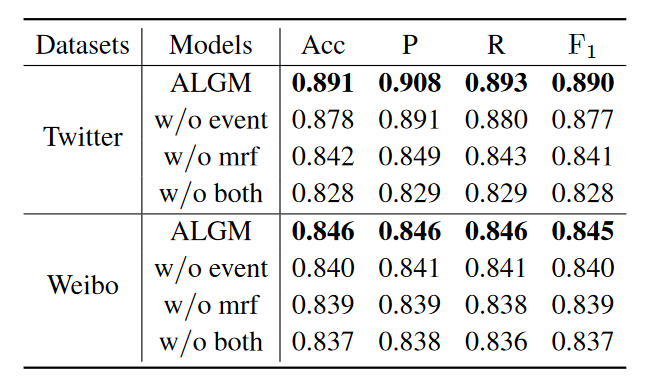 Datasets Models Acc P R F1
Twitter
ALGM 0.891 0.908 0.893 0.890
w/o event 0.878 0.891 0.880 0.877
w/o mrf 0.842 0.849 0.843 0.841
w/o both 0.828 0.829 0.829 0.828
Weibo
ALGM 0.846 0.846 0.846 0.845
w/o event 0.840 0.841 0.841 0.840
w/o mrf 0.839 0.839 0.838 0.839
w/o both 0.837 0.838 0.836 0.837